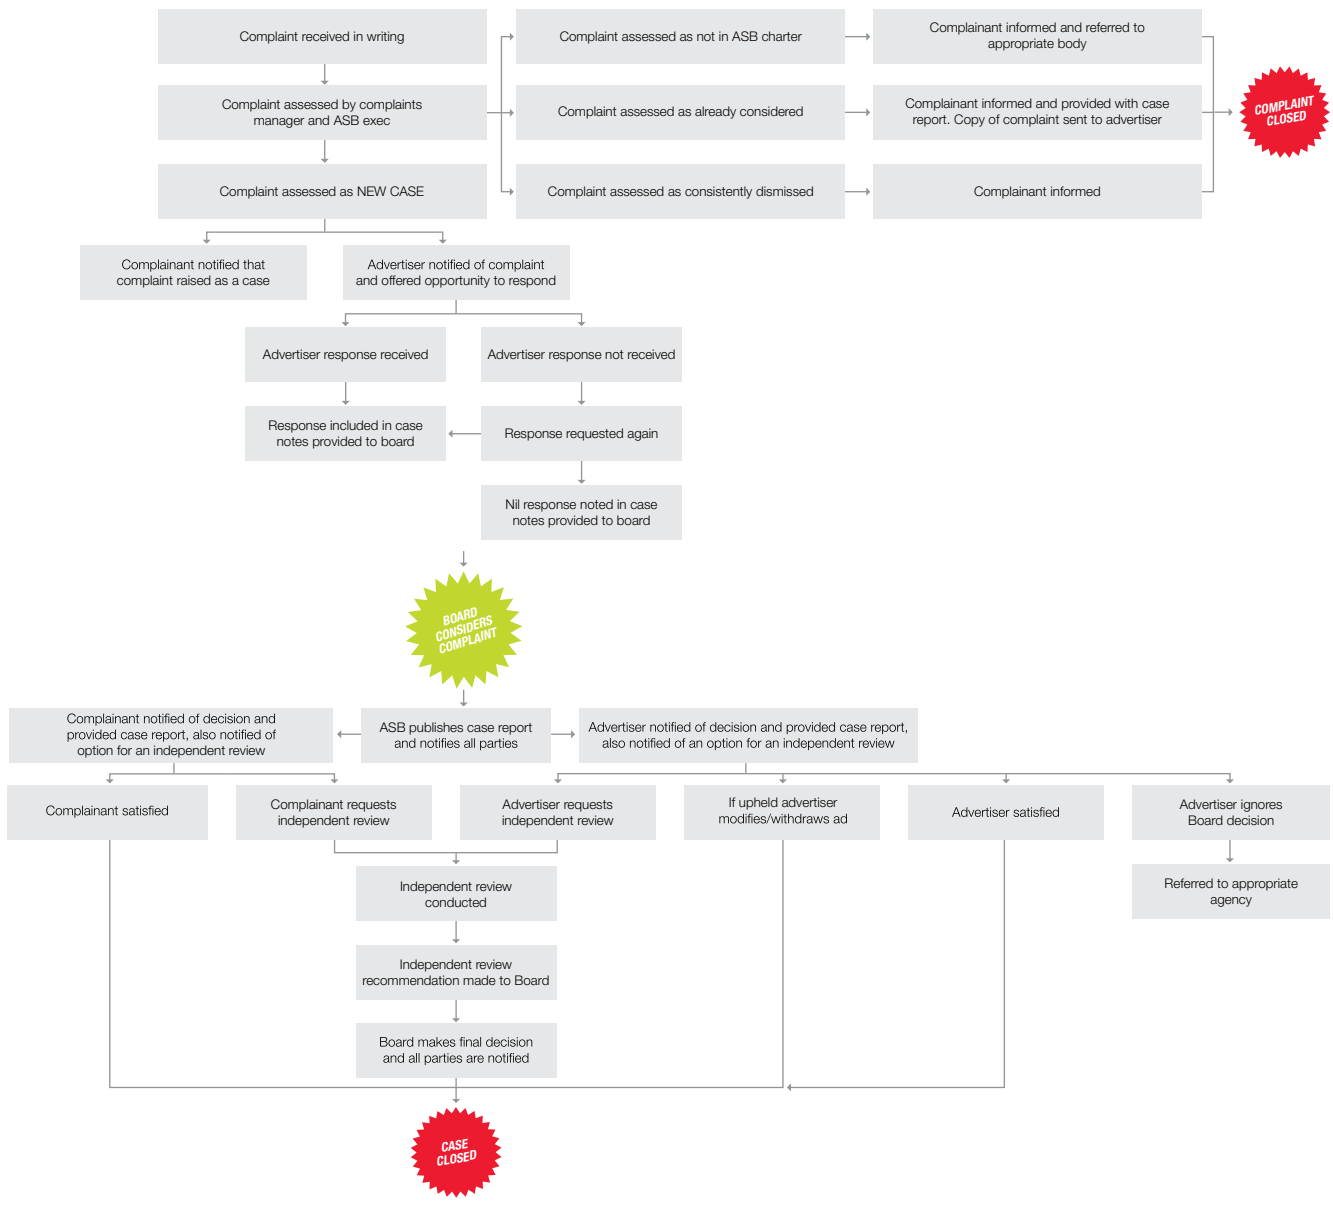 Complaint received in writing
Complaint assessed as not in ASB charter
Complainant informed and referred to
appropriate body
Complaint assessed by complaints
manager and ASB exec
Complaint assessed as already considered
Complainant informed and provided with case
report. Copy of complaint sent to advertiser
COMPLAINT
CLOSED
Complaint assessed as NEW CASE
Complaint assessed as consistently dismissed
Complainant informed
Complainant notified that
complaint raised as a case
Advertiser notified of complaint
and offered opportunity to respond
Advertiser response received
Advertiser response not received
Response included in case
notes provided to board
Response requested again
Nil response noted in case
notes provided to board
BOARD
CONSIDERS
COMPLAINT
Complainant notified of decision and
provided case report, also notified of
option for an independent review
ASB publishes case report
and notifies all parties
Advertiser notified of decision and provided case report,
also notified of an option for an independent review
Complainant satisfied
Complainant requests
independent review
Advertiser requests
independent review
If upheld advertiser
modifies/withdraws ad
Advertiser satisfied
Advertiser ignores
Board decision
Independent review
conducted
Referred to appropriate
agency
Independent review
recommendation made to Board
Board makes final decision
and all parties are notified
CASE
CLOSED